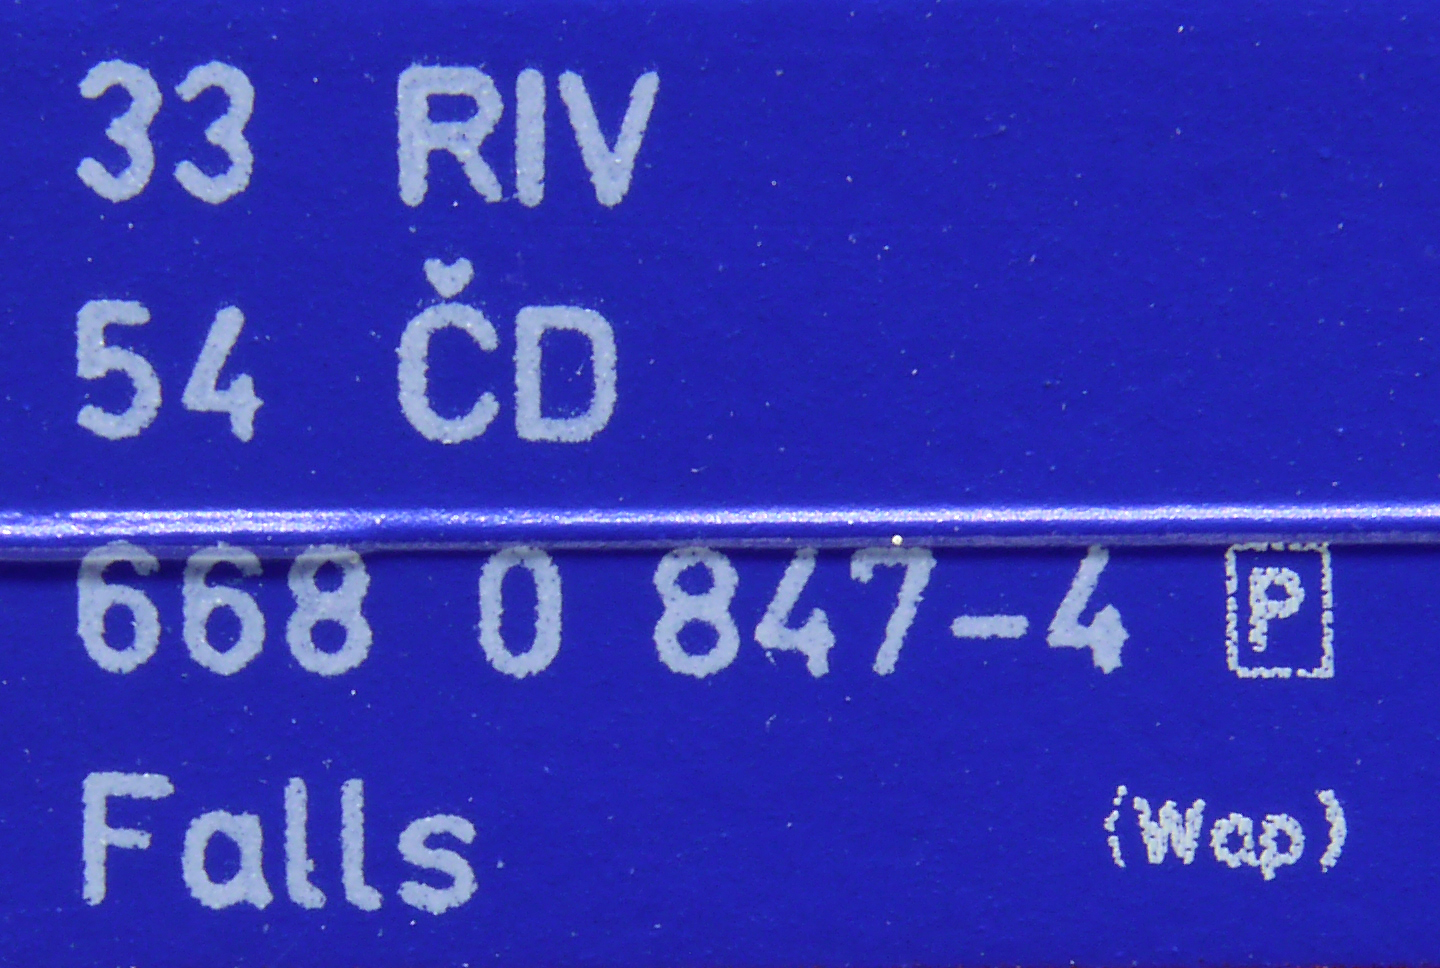 33 RIV
54 ČD
668 0 847-4 P
Falls (Wap)